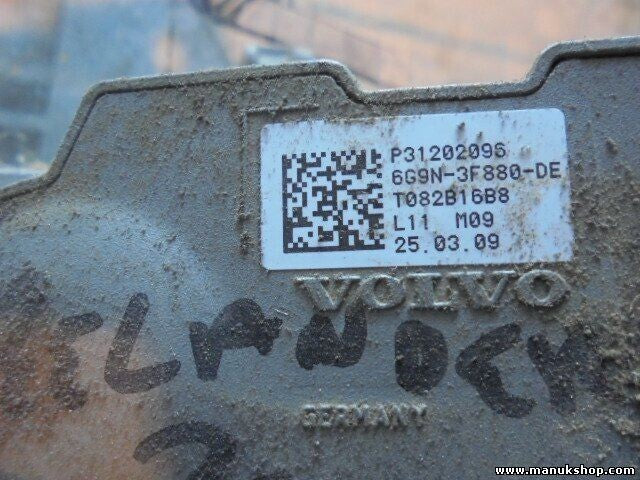 P31202096
6G9N-3F880-DE
T082B16B8
L11 M09
25.03.09
VOLVO
GERMANY
www.manukshop.com